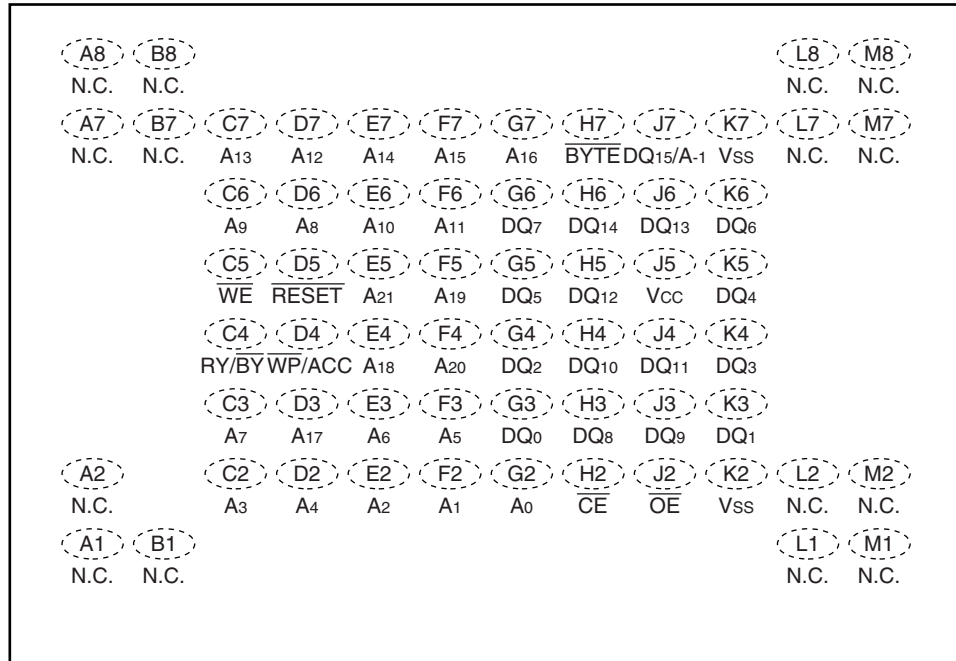 A8 B8 L8 M8
N.C. N.C. N.C. N.C.
A7 B7 C7 D7 E7 F7 G7 H7 J7 K7 L7 M7
N.C. N.C. A13 A12 A14 A15 A16 BYTE DQ15/A-1 VSS N.C. N.C.
C6 D6 E6 F6 G6 H6 J6 K6
A9 A8 A10 A11 DQ7 DQ14 DQ13 DQ6
C5 D5 E5 F5 G5 H5 J5 K5
WE RESET A21 A19 DQ5 DQ12 VCC DQ4
C4 D4 E4 F4 G4 H4 J4 K4
RY/BY WP/ACC A18 A20 DQ2 DQ10 DQ11 DQ3
C3 D3 E3 F3 G3 H3 J3 K3
A7 A17 A6 A5 DQ0 DQ8 DQ9 DQ1
A2 C2 D2 E2 F2 G2 H2 J2 K2 L2 M2
N.C. A3 A4 A2 A1 A0 CE OE VSS N.C. N.C.
A1 B1 L1 M1
N.C. N.C. N.C. N.C.